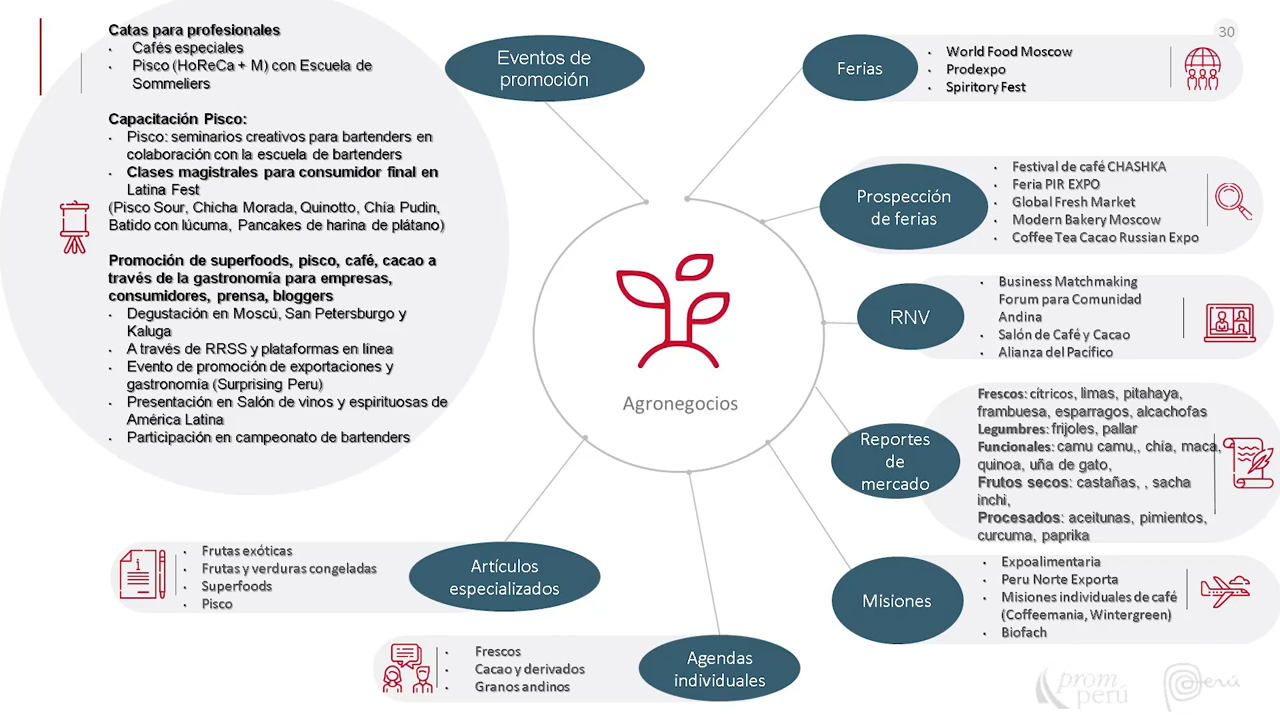 30
Catas para profesionales
• Cafés especiales
• Pisco (HoReCa + M) con Escuela de
Sommeliers
Capacitación Pisco:
• Pisco: seminarios creativos para bartenders en
colaboración con la escuela de bartenders
• Clases magistrales para consumidor final en
Latina Fest
(Pisco Sour, Chicha Morada, Quinotto, Chía Pudin,
Batido con lúcuma, Pancakes de harina de plátano)
Promoción de superfoods, pisco, café, cacao a
través de la gastronomía para empresas,
consumidores, prensa, bloggers
• Degustación en Moscú, San Petersburgo y
Kaluga
• A través de RRSS y plataformas en línea
• Evento de promoción de exportaciones y
gastronomía (Surprising Peru)
• Presentación en Salón de vinos y espirituosas de
América Latina
• Participación en campeonato de bartenders
Eventos de
promoción
Ferias
• World Food Moscow
• Prodexpo
• Spiritory Fest
Prospección
de ferias
• Festival de café CHASHKA
• Feria PIR EXPO
• Global Fresh Market
• Modern Bakery Moscow
• Coffee Tea Cacao Russian Expo
RNV
• Business Matchmaking
Forum para Comunidad
Andina
• Salón de Café y Cacao
• Alianza del Pacífico
Agronegocios
Reportes
de
mercado
Frescos: cítricos, limas, pitahaya,
frambuesa, esparragos, alcachofas
Legumbres: frijoles, pallar
Funcionales: camu camu,, chía, maca,
quinoa, uña de gato,
Frutos secos: castañas, , sacha
inchi,
Procesados: aceitunas, pimientos,
curcuma, paprika
Misiones
• Expoalimentaria
• Peru Norte Exporta
• Misiones individuales de café
(Coffeemania, Wintergreen)
• Biofach
Artículos
especializados
• Frutas exóticas
• Frutas y verduras congeladas
• Superfoods
• Pisco
Agendas
individuales
• Frescos
• Cacao y derivados
• Granos andinos
prom
perú
Perú